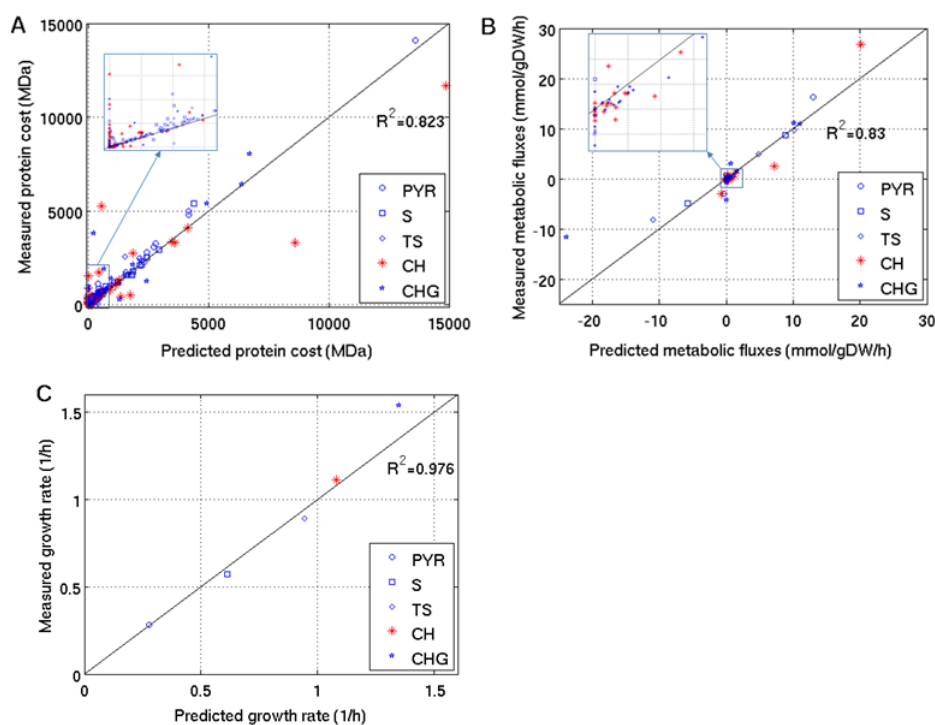 A
15000
10000
5000
0
0
5000
10000
15000
Measured protein cost (MDa)
Predicted protein cost (MDa)
R2=0.823
PYR
S
TS
CH
CHG
B
30
20
10
0
-10
-20
-20
-10
0
10
20
30
Measured metabolic fluxes (mmol/gDW/h)
Predicted metabolic fluxes (mmol/gDW/h)
R2=0.83
PYR
S
TS
CH
CHG
C
1.5
1
0.5
0
0
0.5
1
1.5
Measured growth rate (1/h)
Predicted growth rate (1/h)
R2=0.976
PYR
S
TS
CH
CHG